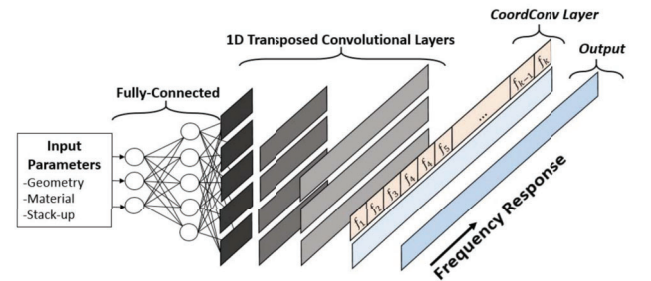 CoordConv Layer
1D Transposed Convolutional Layers
Output
Fully-Connected
Input
Parameters
-Geometry
-Material
-Stack-up
f1 f2 f3 f4 f4 f5 ... fk-1 fk
Frequency Response